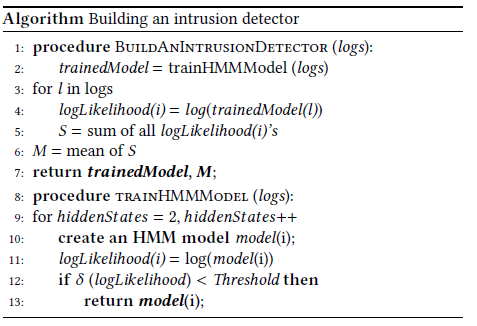 Algorithm Building an intrusion detector
1: procedure BuildAnIntrusionDetector (logs):
2: trainedModel = trainHMMModel (logs)
3: for l in logs
4: logLikelihood(i) = log(trainedModel(l))
5: S = sum of all logLikelihood(i)'s
6: M = mean of S
7: return trainedModel, M;
8: procedure trainHMMModel (logs):
9: for hiddenStates = 2, hiddenStates++
10: create an HMM model model(i);
11: logLikelihood(i) = log(model(i))
12: if δ (logLikelihood) < Threshold then
13: return model(i);